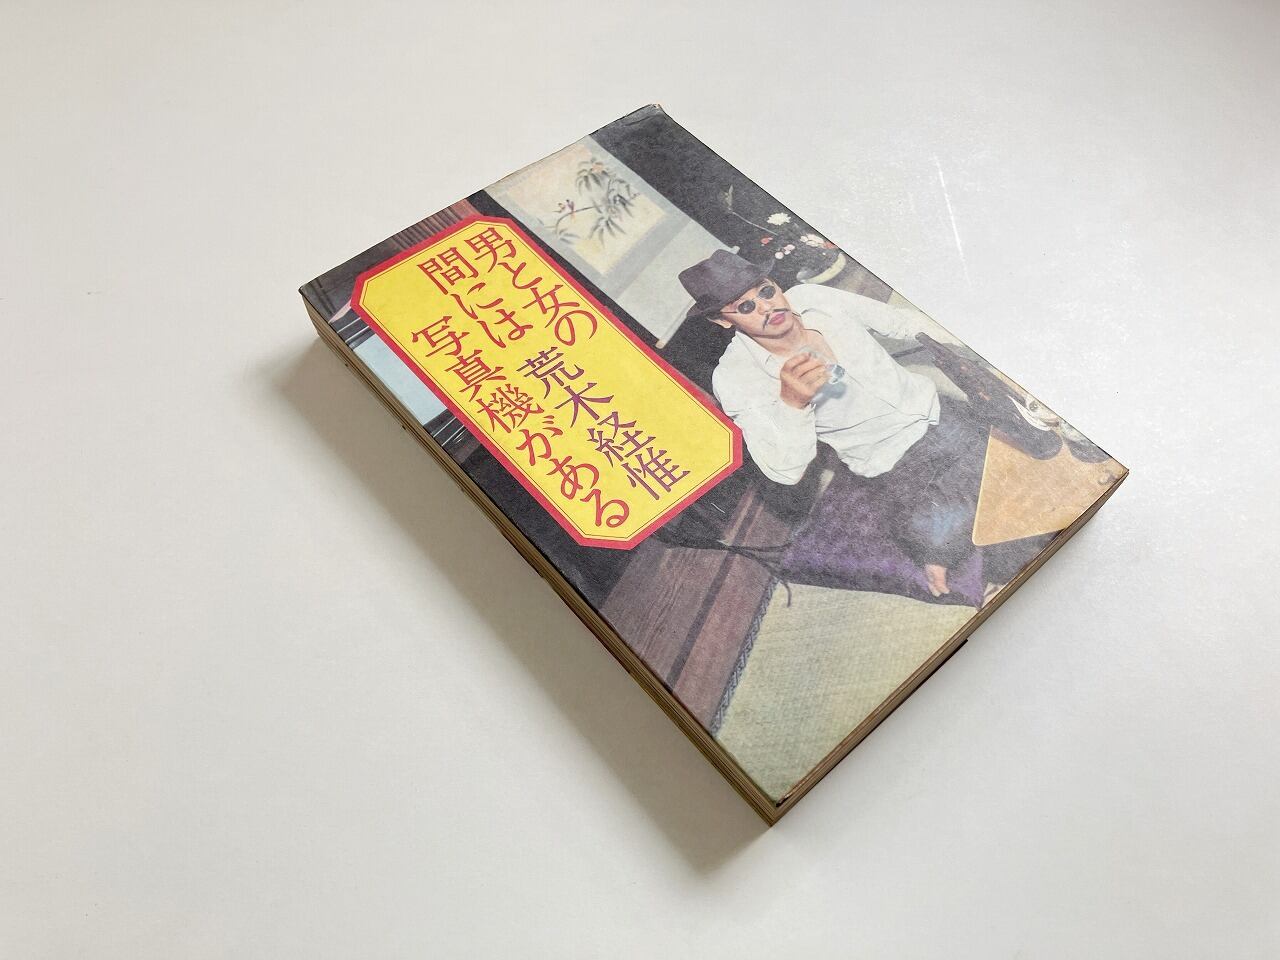 男と女の
間には
写真機がある
荒木経惟